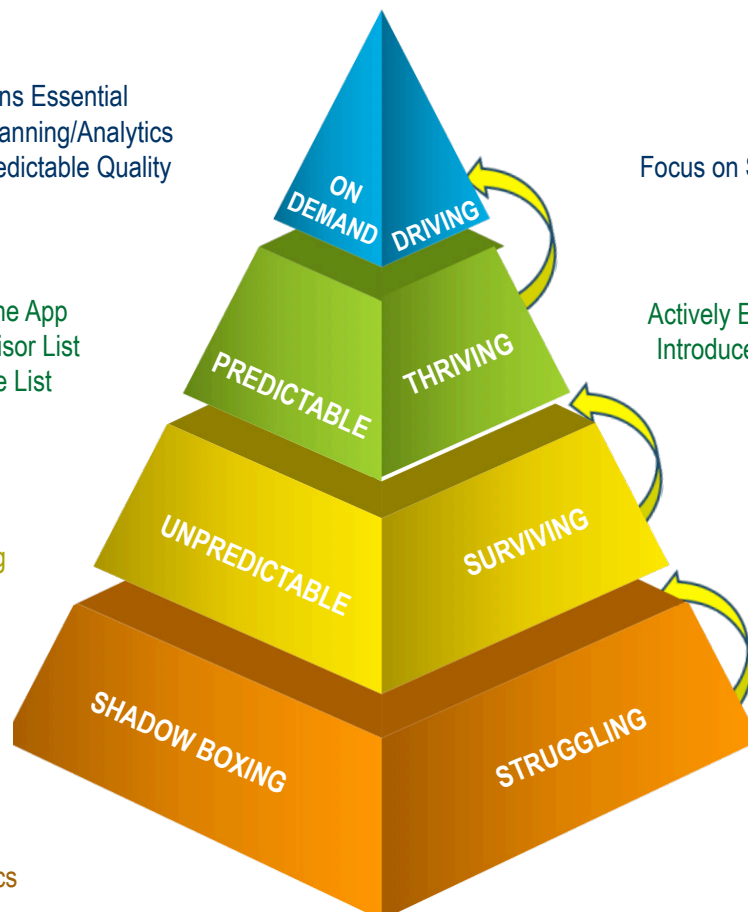 ns Essential
anning/Analytics
edictable Quality
Focus on S
ON
DEMAND
DRIVING
ne App
isor List
e List
Actively E
Introduce
PREDICTABLE
THRIVING
g
UNPREDICTABLE
SURVIVING
SHADOW BOXING
STRUGGLING
cs